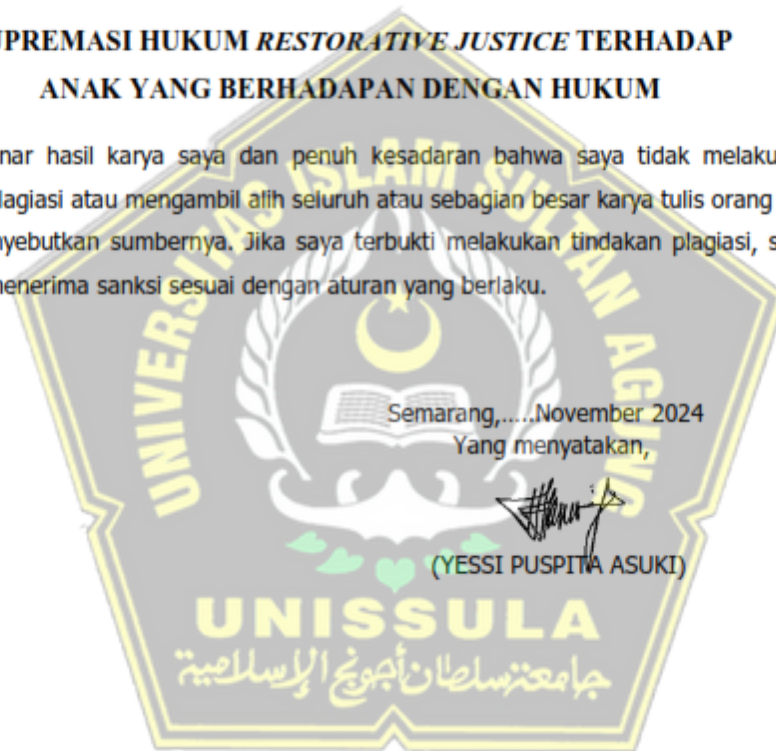 UPREMASI HUKUM RESTORATIVE JUSTICE TERHADAP
ANAK YANG BERHADAPAN DENGAN HUKUM
nar hasil karya saya dan penuh kesadaran bahwa saya tidak melaku
lagiasi atau mengambil alih seluruh atau sebagian besar karya tulis orang
nyebutkan sumbernya. Jika saya terbukti melakukan tindakan plagiasi, s
nenerima sanksi sesuai dengan aturan yang berlaku.
UNIVERSITAS ISLAM SULTAN AGUNG
Semarang,.....November 2024
Yang menyatakan,
(YESSI PUSPITA ASUKI)
UNISSULA
جامعتسلطان أجونج الإسلامية